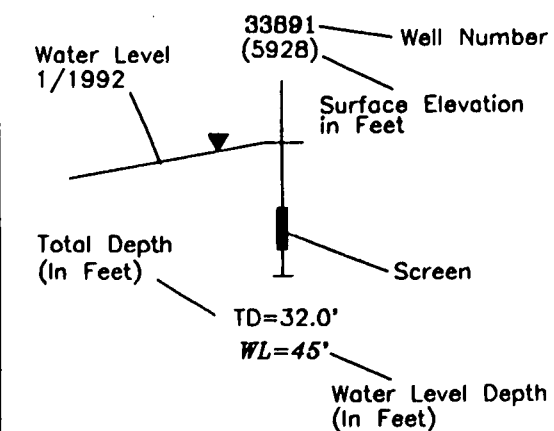 33891
(5928)
Well Number
Water Level
1/1992
Surface Elevation
in Feet
Total Depth
(In Feet)
Screen
TD=32.0'
WL=45'
Water Level Depth
(In Feet)